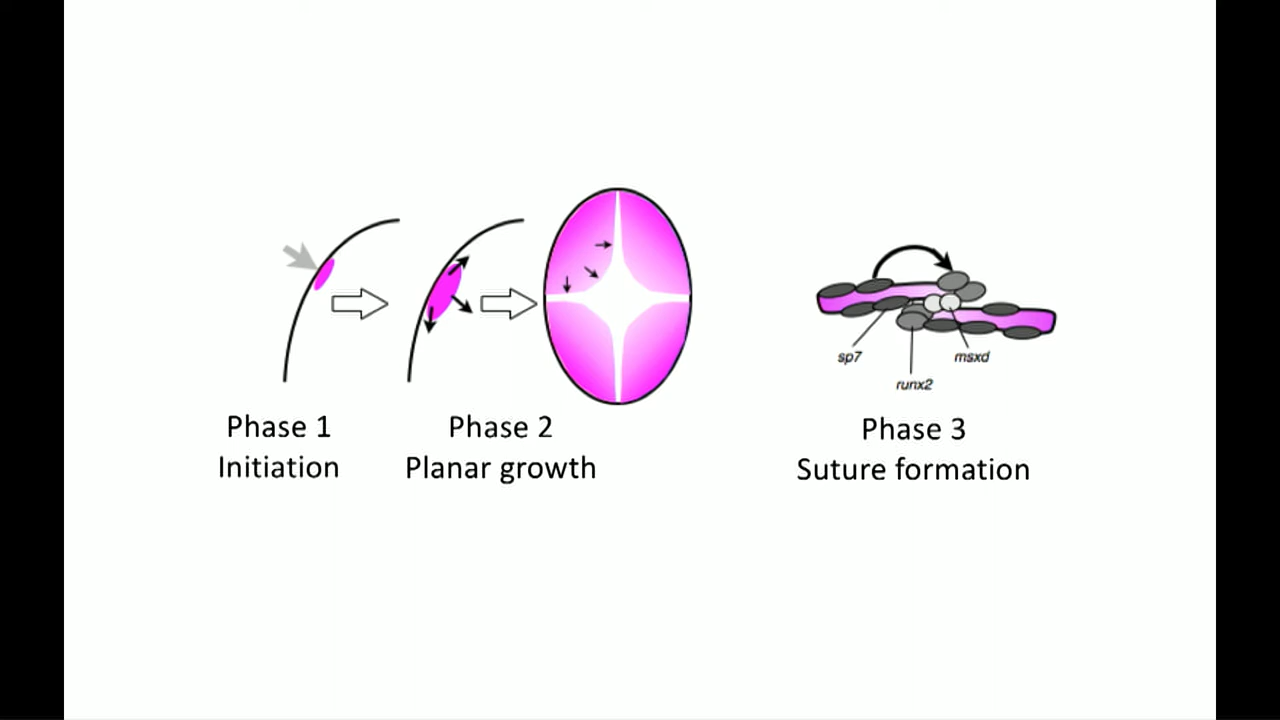 sp7
msxd
runx2
Phase 1
Initiation
Phase 2
Planar growth
Phase 3
Suture formation